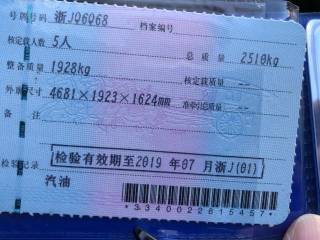 号牌号码 浙JQ6Q68 档案编号
核定载人数 5人 总质量 2510kg
整备质量 1928kg 核定载质量 --
外廓尺寸 4681×1923×1624mm 准牵引总质量 --
备注
检验记录 检验有效期至2019年07月浙J(01)
汽油
*3340022815457*